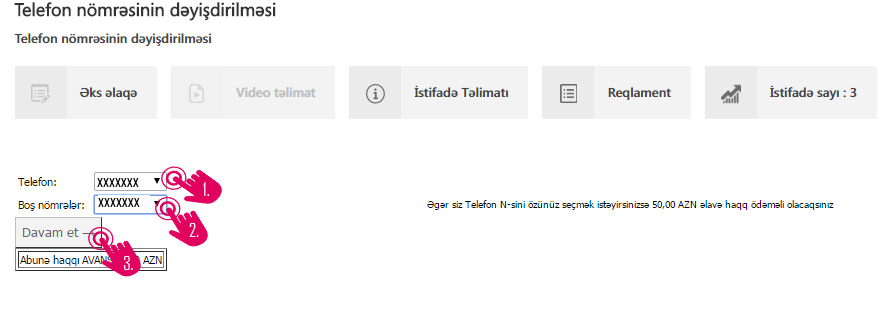 Telefon nömrəsinin dəyişdirilməsi
Telefon nömrəsinin dəyişdirilməsi
Əks əlaqə
Video təlimat
İstifadə Təlimatı
Reqlament
İstifadə sayı : 3
Telefon: XXXXXXX 1.
Boş nömrələr: XXXXXXX 2.
Əgər siz Telefon N-sini özünüz seçmək istəyirsinizsə 50,00 AZN əlavə haqq ödəməli olacaqsınız
Davam et
3.
Abunə haqqı AZN